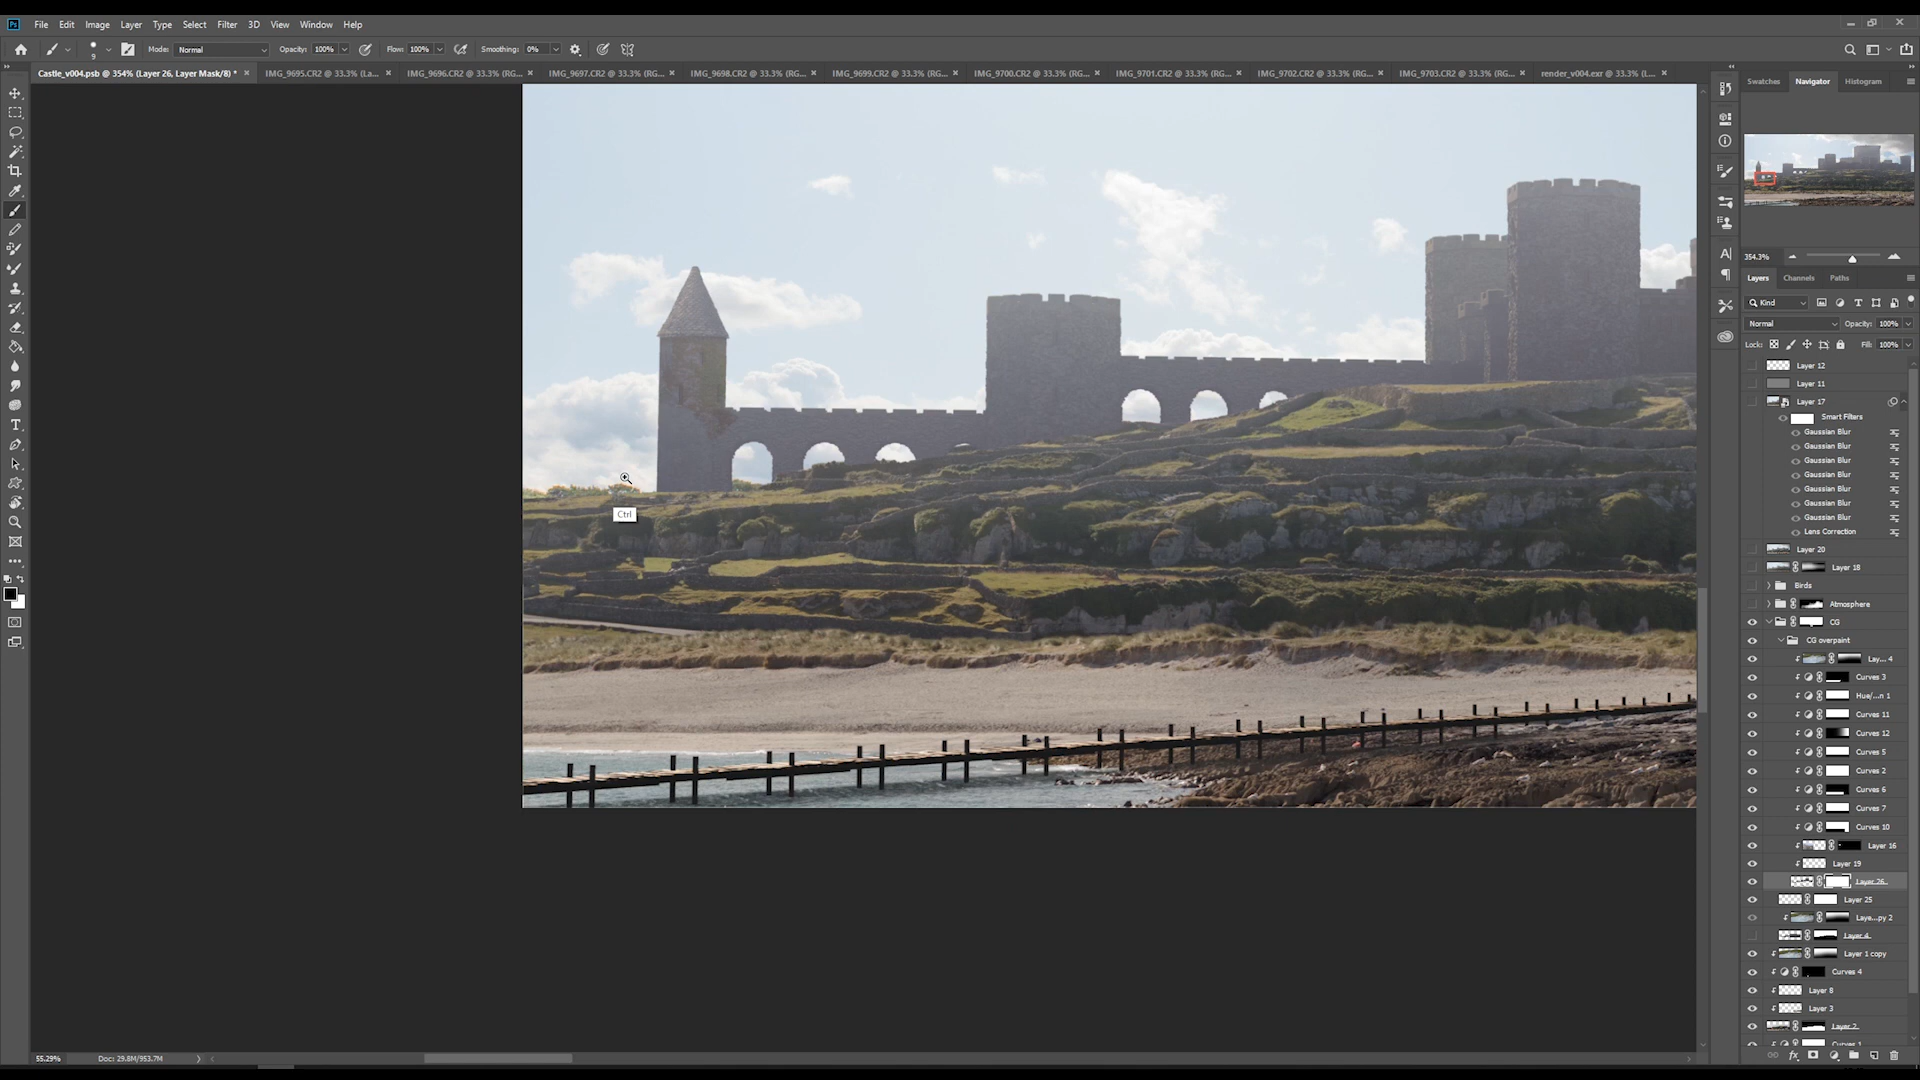 Ps File Edit Image Layer Type Select Filter 3D View Window Help
9 Mode: Normal Opacity: 100% Flow: 100% Smoothing: 0%
Castle_v004.psb @ 354% (Layer 26, Layer Mask/8) * × IMG_9695.CR2 @ 33.3% (La... × IMG_9696.CR2 @ 33.3% (RG... × IMG_9697.CR2 @ 33.3% (RG... × IMG_9698.CR2 @ 33.3% (RG... × IMG_9699.CR2 @ 33.3% (RG... × IMG_9700.CR2 @ 33.3% (RG... × IMG_9701.CR2 @ 33.3% (RG... × IMG_9702.CR2 @ 33.3% (RG... × IMG_9703.CR2 @ 33.3% (RG... × render_v004.exr @ 33.3% (L... ×
Swatches Navigator Histogram
354.3%
Layers Channels Paths
Kind
Normal Opacity: 100%
Lock: Fill: 100%
Layer 12
Layer 11
Layer 17
Smart Filters
Gaussian Blur
Gaussian Blur
Gaussian Blur
Gaussian Blur
Gaussian Blur
Gaussian Blur
Gaussian Blur
Lens Correction
Layer 20
Layer 18
Birds
Atmosphere
CG
CG overpaint
Lay... 4
Curves 3
Hue/...n 1
Curves 11
Curves 12
Curves 5
Curves 2
Curves 6
Curves 7
Curves 10
Layer 16
Layer 19
Layer 26
Layer 25
Laye...py 2
Layer 4
Layer 1 copy
Curves 4
Layer 8
Layer 3
Layer 2
Curves 1
Ctrl
55.29% Doc: 29.8M/953.7M